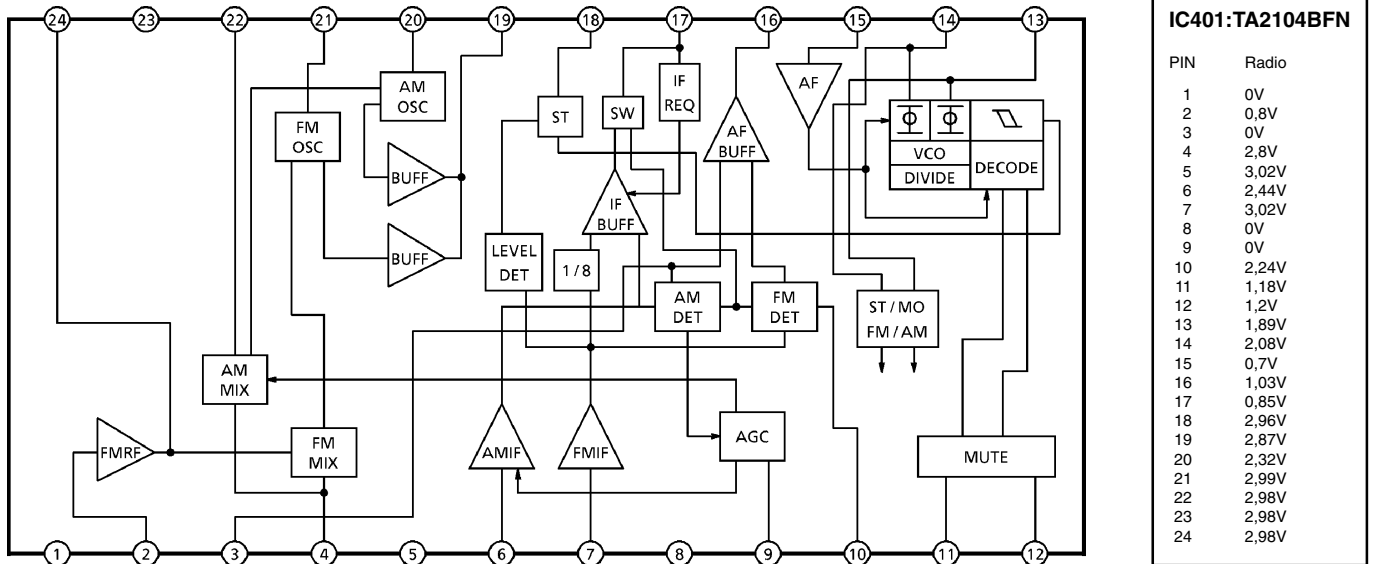 24 23 22 21 20 19 18 17 16 15 14 13
AM
OSC
FM
OSC
BUFF
BUFF
ST
SW
IF
REQ
AF
BUFF
AF
VCO
DIVIDE
DECODE
IF
BUFF
LEVEL
DET
1/8
AM
DET
FM
DET
ST/MO
FM/AM
AM
MIX
FMRF
FM
MIX
AMIF
FMIF
AGC
MUTE
1 2 3 4 5 6 7 8 9 10 11 12
IC401:TA2104BFN
PIN Radio
1 0V
2 0,8V
3 0V
4 2,8V
5 3,02V
6 2,44V
7 3,02V
8 0V
9 0V
10 2,24V
11 1,18V
12 1,2V
13 1,89V
14 2,08V
15 0,7V
16 1,03V
17 0,85V
18 2,96V
19 2,87V
20 2,32V
21 2,99V
22 2,98V
23 2,98V
24 2,98V